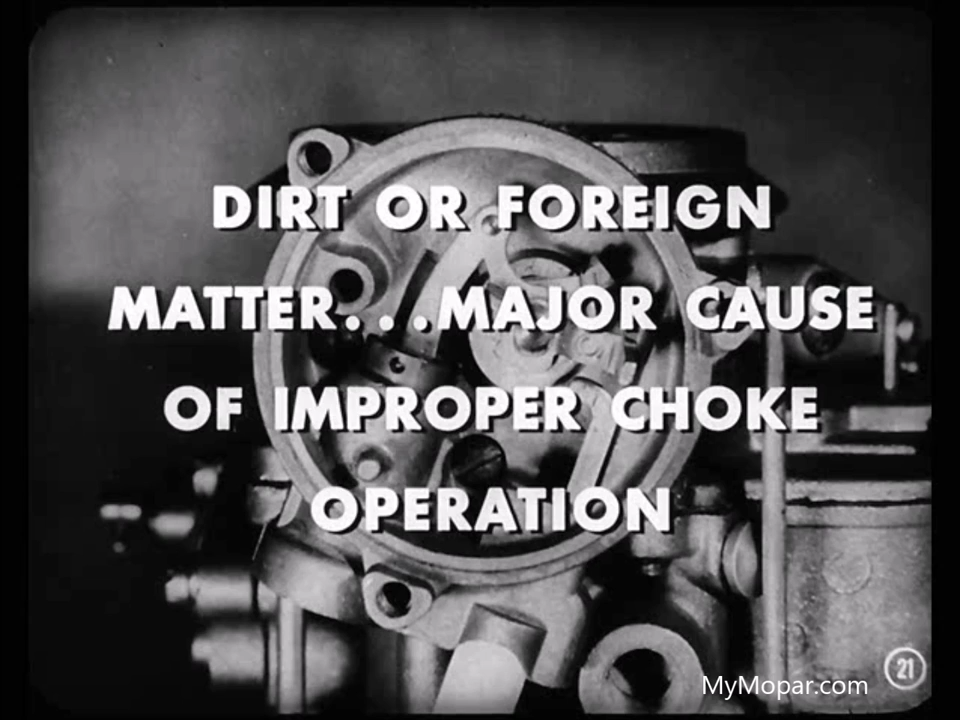 DIRT OR FOREIGN
MATTER...MAJOR CAUSE
OF IMPROPER CHOKE
OPERATION
21
MyMopar.com